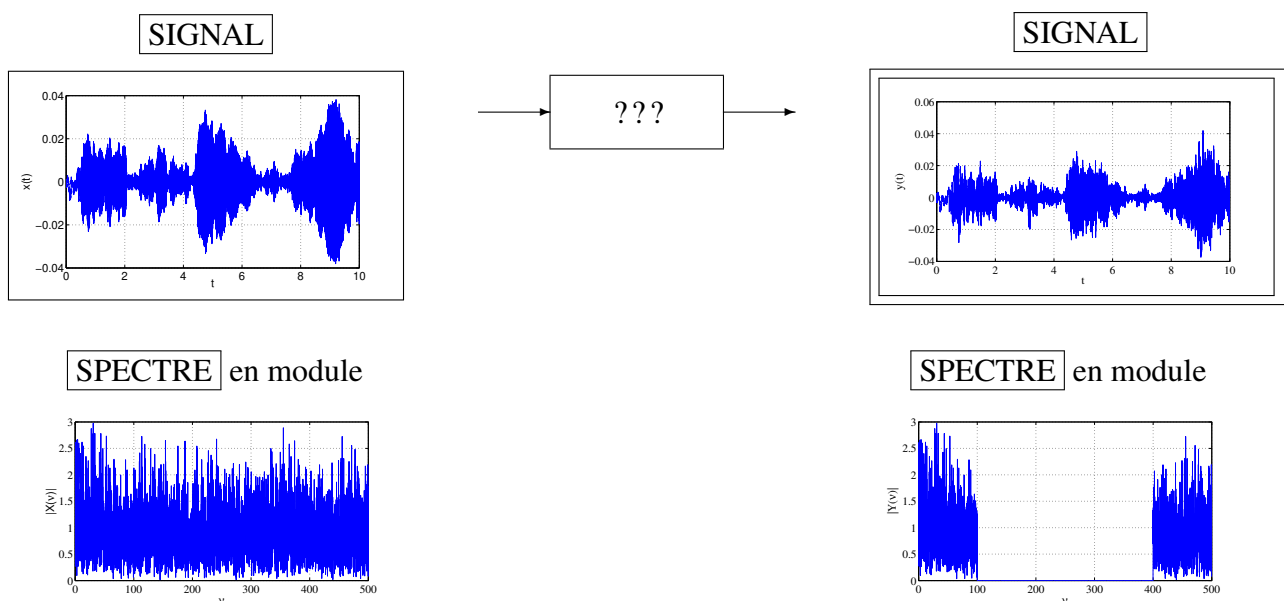 SIGNAL
SIGNAL
???
0.04
0.02
0
−0.02
−0.04
x(t)
0 2 4 6 8 10
t
0.06
0.04
0.02
0
−0.02
−0.04
y(t)
0 2 4 6 8 10
t
SPECTRE en module
SPECTRE en module
3
2.5
2
1.5
1
0.5
0
|X(ν)|
0 100 200 300 400 500
ν
3
2.5
2
1.5
1
0.5
0
|Y(ν)|
0 100 200 300 400 500
ν